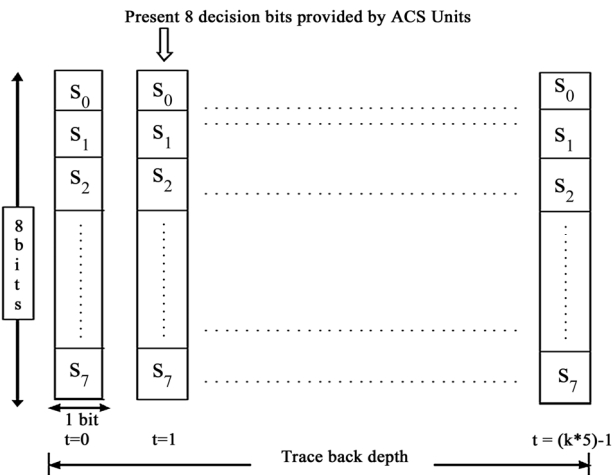 Present 8 decision bits provided by ACS Units
S0 S0 S0
S1 S1 S1
S2 S2 S2
8 bits
S7 S7 S7
1 bit
t=0 t=1 t = (k*5)-1
Trace back depth